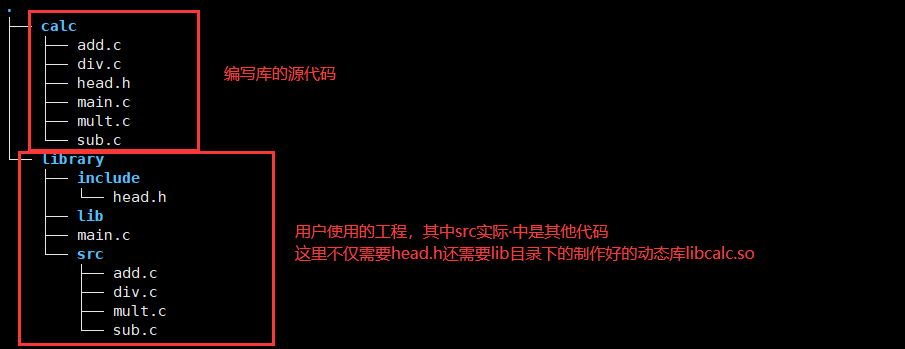 .
├── calc
│   ├── add.c
│   ├── div.c
│   ├── head.h
│   ├── main.c
│   ├── mult.c
│   └── sub.c
编写库的源代码
└── library
    ├── include
    │   └── head.h
    ├── lib
    ├── main.c
    └── src
        ├── add.c
        ├── div.c
        ├── mult.c
        └── sub.c
用户使用的工程，其中src实际·中是其他代码
这里不仅需要head.h还需要lib目录下的制作好的动态库libcalc.so